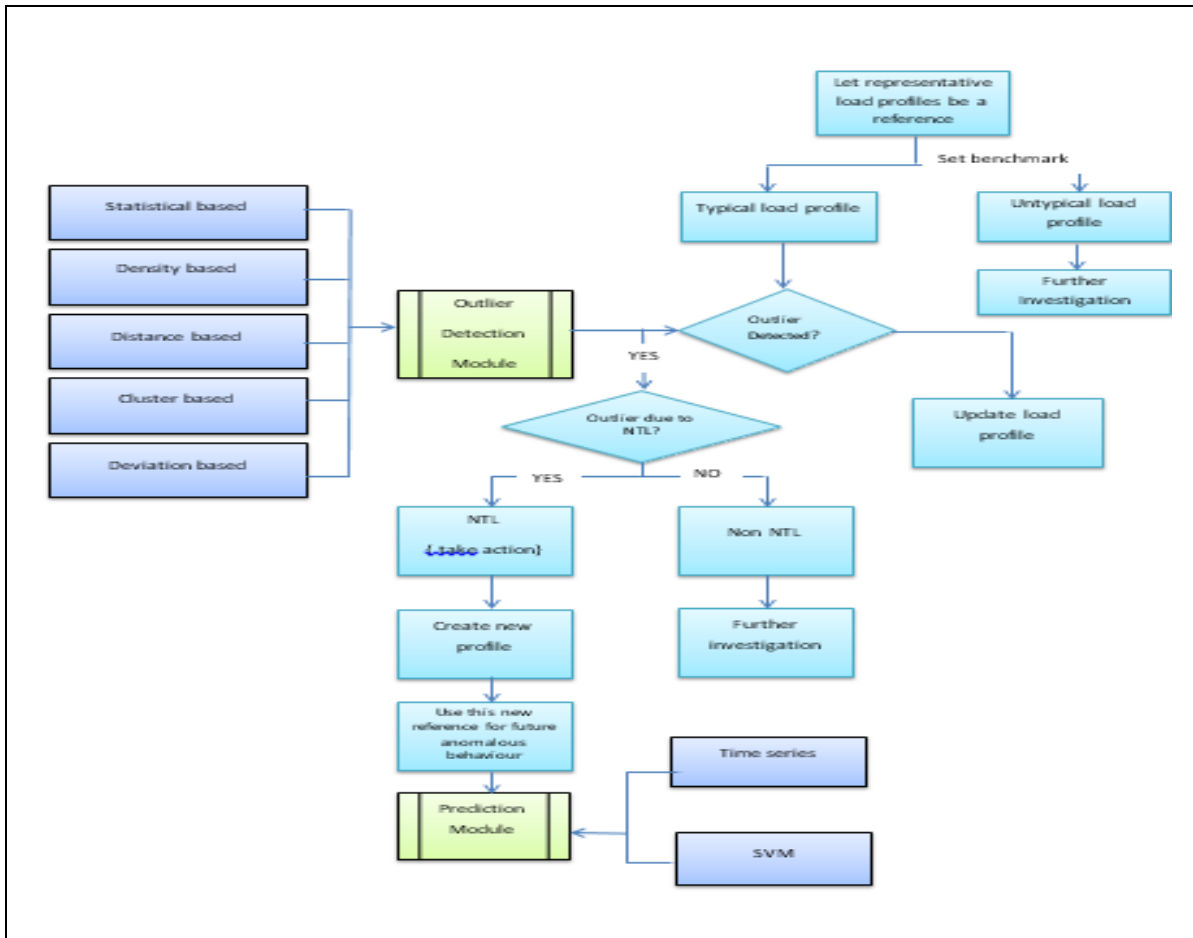 Let representative
load profiles be a
reference
Set benchmark
Statistical based
Typical load profile
Untypical load
profile
Density based
Further
Investigation
Outlier
Detection
Module
Outlier
Detected?
Distance based
YES
Cluster based
Outlier due to
NTL?
Update load
profile
Deviation based
YES
NO
NTL
( take action)
Non NTL
Create new
profile
Further
investigation
Use this new
reference for future
anomalous
behaviour
Time series
Prediction
Module
SVM